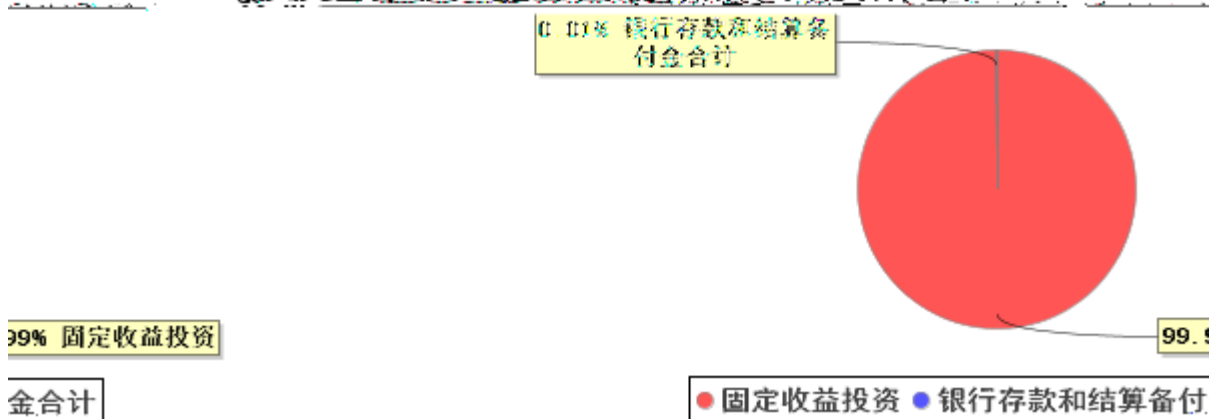 0.01% 银行存款和结算备
付金合计
99% 固定收益投资
99.9
金合计
固定收益投资 银行存款和结算备付